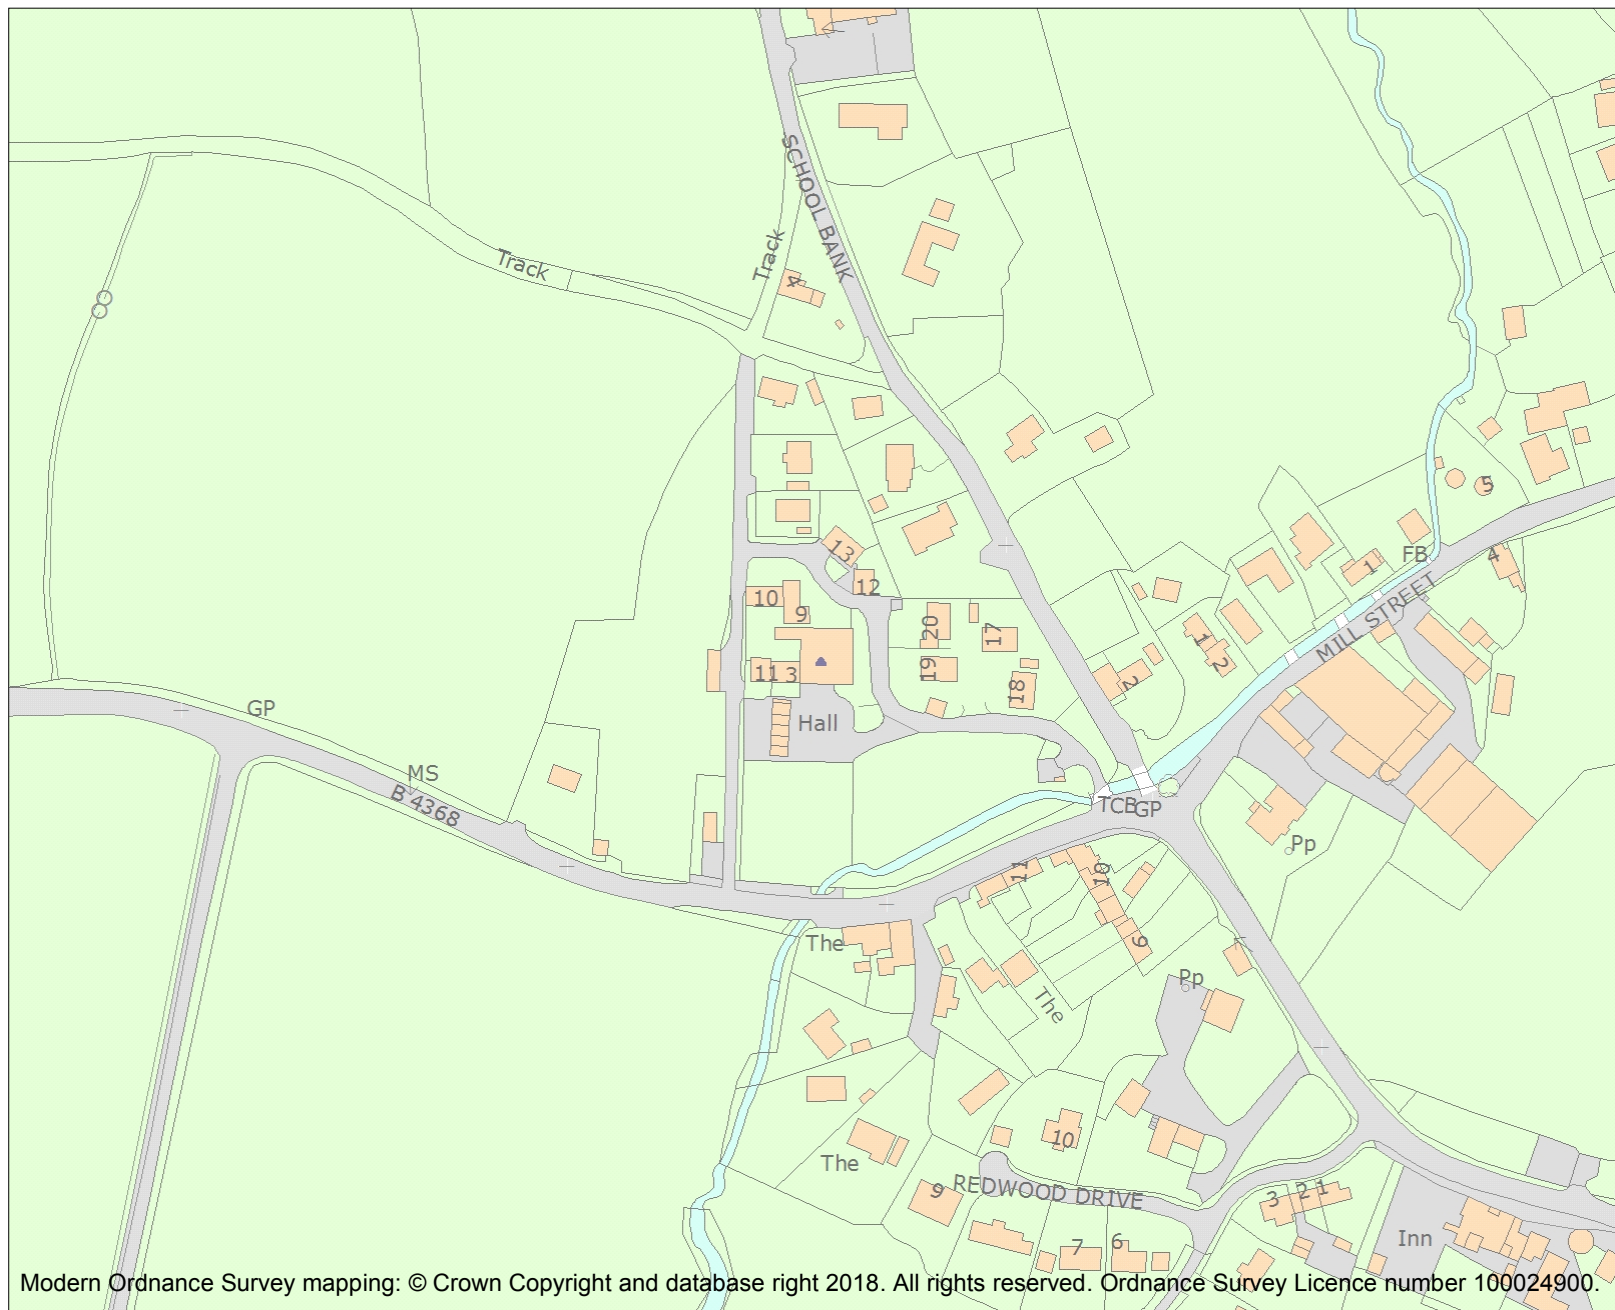 SCHOOL BANK
Track
Track
4
5
FB
1
4
13
12
10
9
20
17
MILL STREET
1
2
19
11
3
18
2
GP
Hall
MS
B 4368
TCB
GP
Pp
11
10
The
9
Pp
The
10
The
9
REDWOOD DRIVE
3
2
1
7
6
Inn
Modern Ordnance Survey mapping: © Crown Copyright and database right 2018. All rights reserved. Ordnance Survey Licence number 100024900.